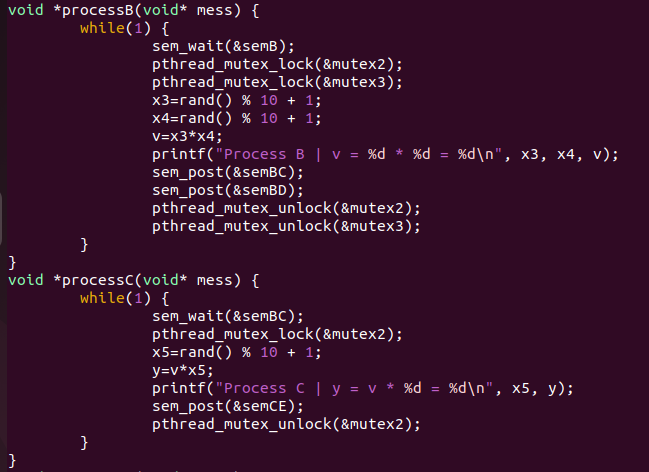 void *processB(void* mess) {
        while(1) {
                sem_wait(&semB);
                pthread_mutex_lock(&mutex2);
                pthread_mutex_lock(&mutex3);
                x3=rand() % 10 + 1;
                x4=rand() % 10 + 1;
                v=x3*x4;
                printf("Process B | v = %d * %d = %d\n", x3, x4, v);
                sem_post(&semBC);
                sem_post(&semBD);
                pthread_mutex_unlock(&mutex2);
                pthread_mutex_unlock(&mutex3);
        }
}
void *processC(void* mess) {
        while(1) {
                sem_wait(&semBC);
                pthread_mutex_lock(&mutex2);
                x5=rand() % 10 + 1;
                y=v*x5;
                printf("Process C | y = v * %d = %d\n", x5, y);
                sem_post(&semCE);
                pthread_mutex_unlock(&mutex2);
        }
}